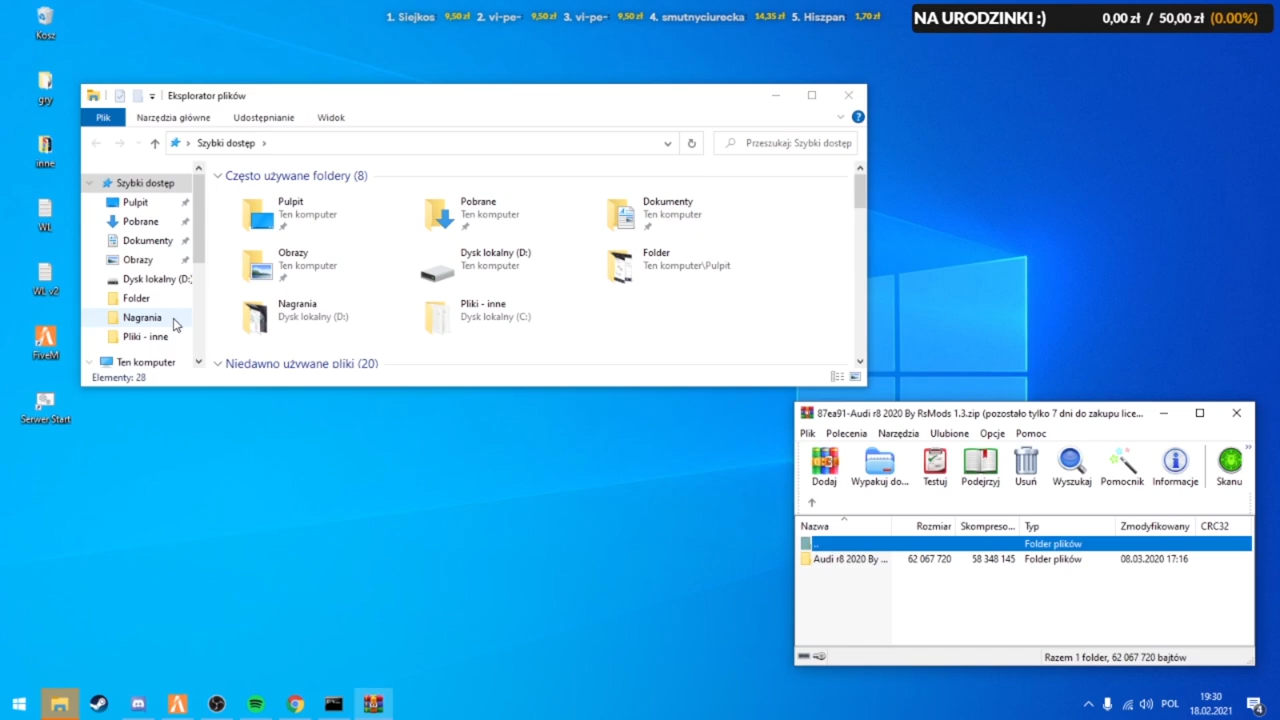 1. Siejkos 9,50 zł 2. vi-pe- 9,50 zł 3. vi-pe- 9,50 zł 4. smutnyciurecka 14,35 zł 5. Hiszpan 1,70 zł
NA URODZINKI :) 0,00 zł / 50,00 zł (0.00%)
Kosz
gry
inne
WL
WL v2
FiveM
Serwer Start
Eksplorator plików
Plik Narzędzia główne Udostępnianie Widok
Szybki dostęp
Przeszukaj: Szybki dostęp
Szybki dostęp
Pulpit
Pobrane
Dokumenty
Obrazy
Dysk lokalny (D:)
Folder
Nagrania
Pliki - inne
Ten komputer
Często używane foldery (8)
Pulpit
Ten komputer
Pobrane
Ten komputer
Dokumenty
Ten komputer
Obrazy
Ten komputer
Dysk lokalny (D:)
Ten komputer
Folder
Ten komputer\Pulpit
Nagrania
Dysk lokalny (D:)
Pliki - inne
Dysk lokalny (C:)
Niedawno używane pliki (20)
Elementy: 28
87ea91-Audi r8 2020 By RsMods 1.3.zip (pozostało tylko 7 dni do zakupu lice...
Plik Polecenia Narzędzia Ulubione Opcje Pomoc
Dodaj Wypakuj do... Testuj Podejrzyj Usuń Wyszukaj Pomocnik Informacje Skanu
Nazwa Rozmiar Skompreso... Typ Zmodyfikowany CRC32
.. Folder plików
Audi r8 2020 By ... 62 067 720 58 348 145 Folder plików 08.03.2020 17:16
Razem 1 folder, 62 067 720 bajtów
POL
19:30
18.02.2021
4